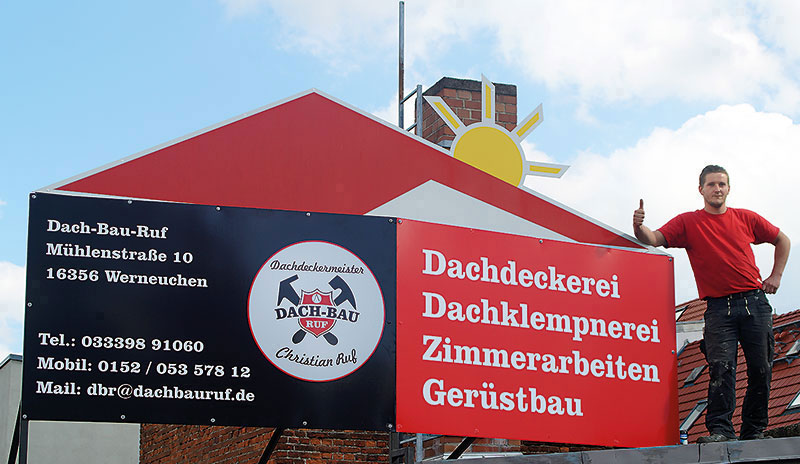 Dach-Bau-Ruf
Mühlenstraße 10
16356 Werneuchen
Tel.: 033398 91060
Mobil: 0152 / 053 578 12
Mail: dbr@dachbauruf.de
Dachdeckermeister
DACH-BAU
RUF
Christian Ruf
Dachdeckerei
Dachklempnerei
Zimmerarbeiten
Gerüstbau